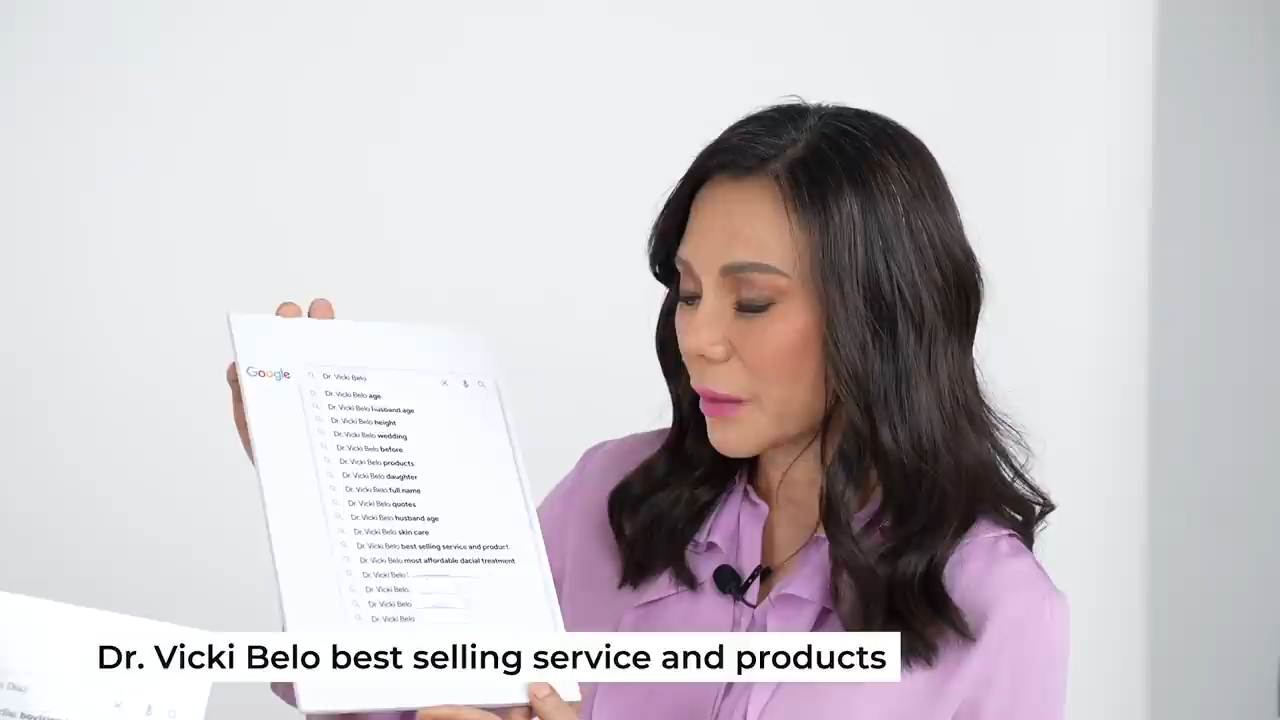 Google
Dr. Vicki Belo
Dr. Vicki Belo age
Dr. Vicki Belo husband age
Dr. Vicki Belo height
Dr. Vicki Belo wedding
Dr. Vicki Belo before
Dr. Vicki Belo products
Dr. Vicki Belo daughter
Dr. Vicki Belo full name
Dr. Vicki Belo quotes
Dr. Vicki Belo husband age
Dr. Vicki Belo skin care
Dr. Vicki Belo best selling service and product
Dr. Vicki Belo most affordable dacial treatment
Dr. Vicki Belo
Dr. Vicki Belo
Dr. Vicki Belo
Dr. Vicki Belo
Dr. Vicki Belo best selling service and products